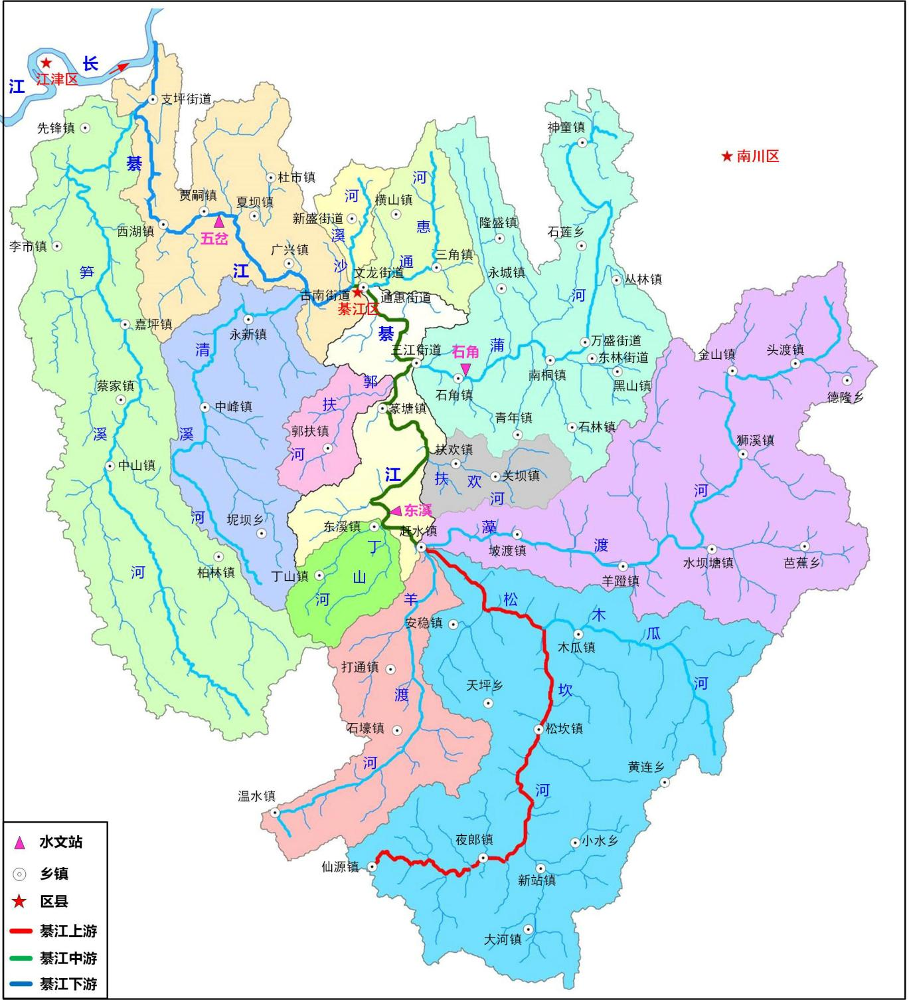 长
江
江津区
支坪街道
先锋镇
神童镇
南川区
綦
河
杜市镇
贾嗣镇
夏坝镇
河
横山镇
新盛街道
隆盛镇
惠
西湖镇
五岔
溪
石莲乡
李市镇
广兴镇
三角镇
笋
江
沙
通
文龙街道
永城镇
丛林镇
古南街道
通惠街道
河
綦江区
嘉坪镇
永新镇
綦
万盛街道
清
三江街道
石角
蒲
金山镇
头渡镇
东林街道
南桐镇
蔡家镇
郭
石角镇
黑山镇
德隆乡
扶
中峰镇
篆塘镇
青年镇
石林镇
溪
溪
郭扶镇
狮溪镇
扶欢镇
河
中山镇
江
扶
欢
关坝镇
河
河
河
东溪
坭坝乡
东溪镇
赶水镇
藻
丁
坡渡镇
渡
柏林镇
水坝塘镇
芭蕉乡
河
丁山镇
山
羊蹬镇
河
羊
松
木
安稳镇
瓜
木瓜镇
打通镇
天坪乡
河
渡
坎
石壕镇
松坎镇
河
黄连乡
温水镇
河
水文站
夜郎镇
小水乡
乡镇
仙源镇
新站镇
区县
綦江上游
大河镇
綦江中游
綦江下游